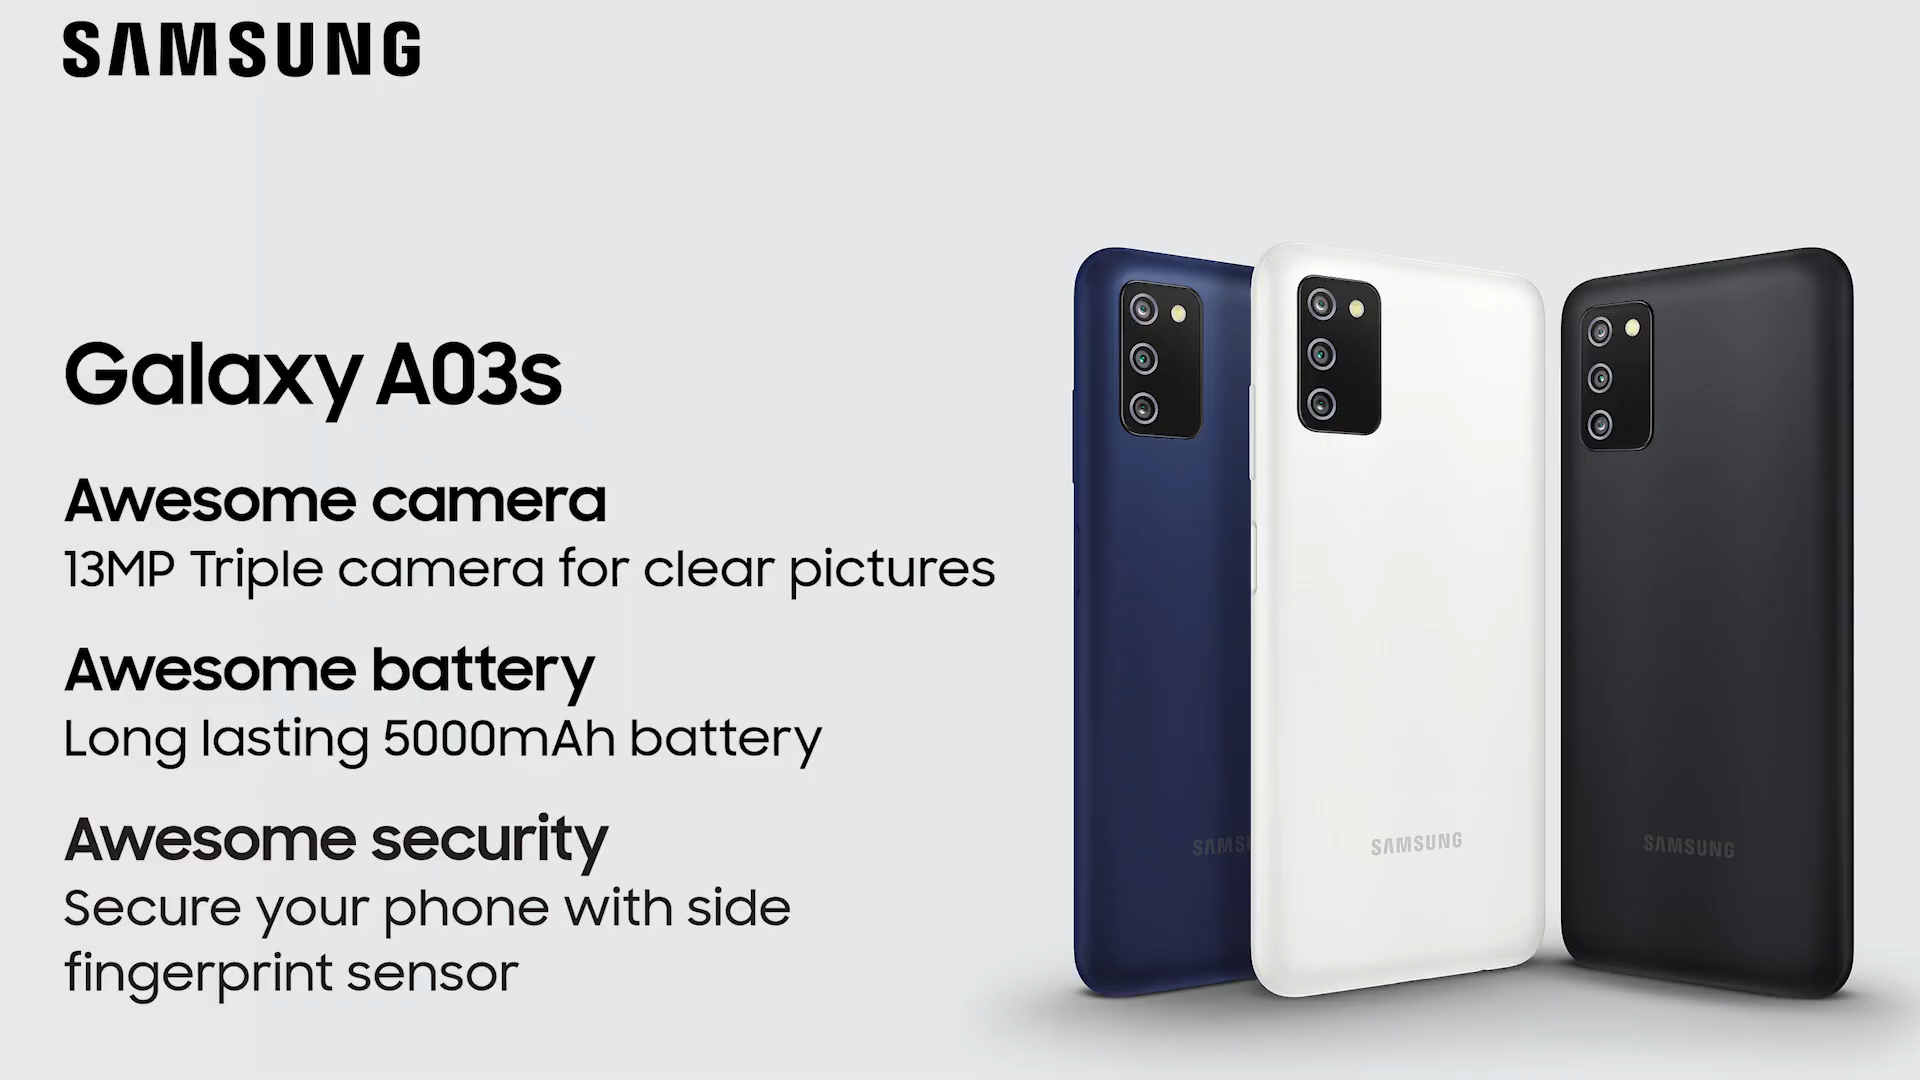 SAMSUNG
Galaxy A03s
Awesome camera
13MP Triple camera for clear pictures
Awesome battery
Long lasting 5000mAh battery
Awesome security
Secure your phone with side
fingerprint sensor
SAMSU
SAMSUNG
SAMSUNG